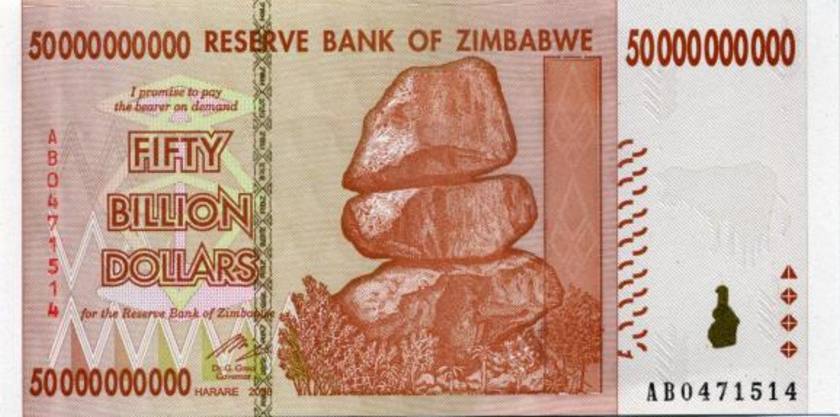 50000000000 RESERVE BANK OF ZIMBABWE 50000000000
I promise to pay
the bearer on demand
FIFTY
BILLION
DOLLARS
for the Reserve Bank of Zimbabwe
AB0471514
Dr. G. Gono
Governor
50000000000 HARARE
AB0471514